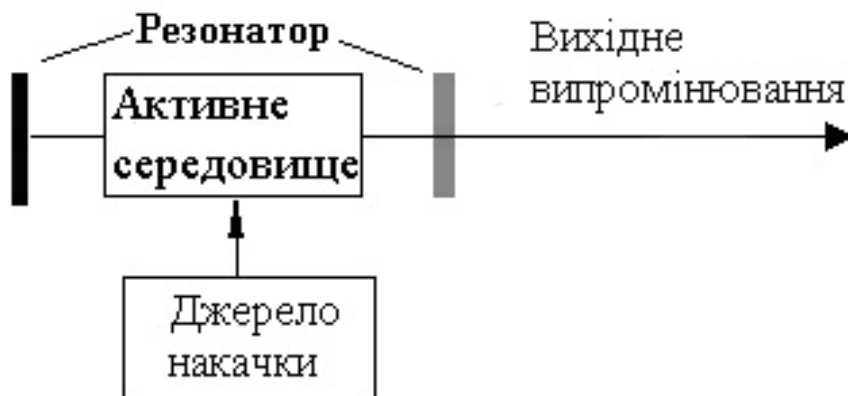 Резонатор
Вихідне
випромінювання
Активне
середовище
Джерело
накачки